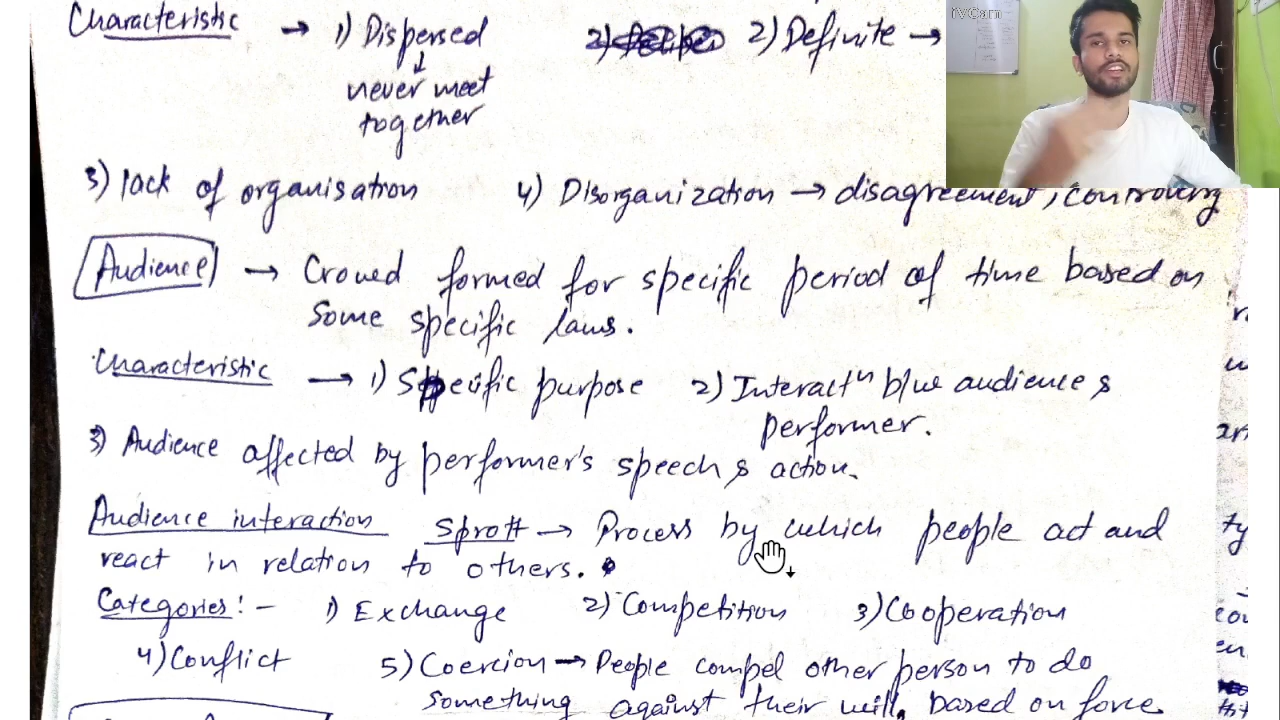 Characteristic → 1) Dispersed 2) Definite →
↓
never meet
together
3) lack of organisation 4) Disorganization → disagreement,
Audience → Crowd formed for specific period of time based on
some specific laws.
Characteristic → 1) Specific purpose 2) Interactⁿ b/w audience &
performer.
3) Audience affected by performer's speech & action.
Audience interaction Sprott → Process by which people act and
react in relation to others.
Categories: - 1) Exchange 2) Competition 3) Cooperation
4) Conflict 5) Coercion → People compel other person to do
something against their will, based on force.